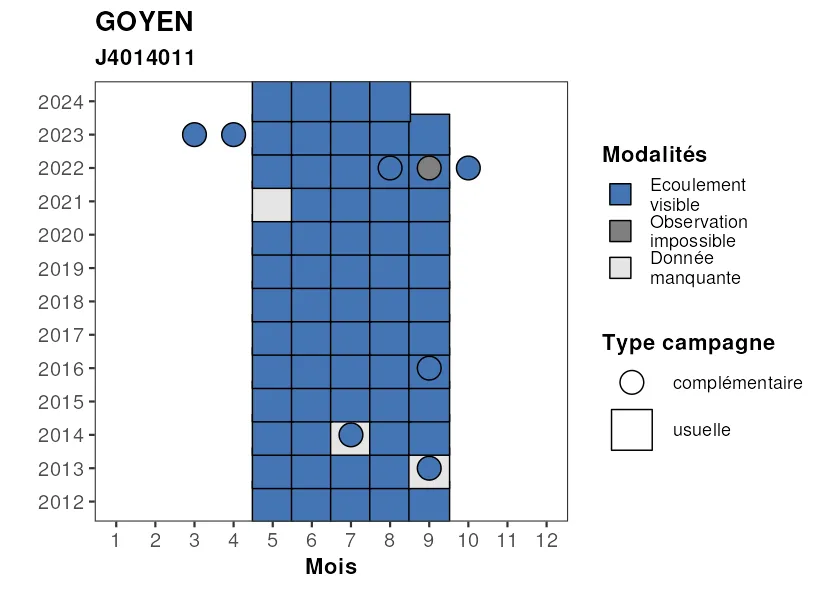 GOYEN
J4014011
2024
2023
2022
2021
2020
2019
2018
2017
2016
2015
2014
2013
2012
1 2 3 4 5 6 7 8 9 10 11 12
Mois
Modalités
Ecoulement
visible
Observation
impossible
Donnée
manquante
Type campagne
complémentaire
usuelle